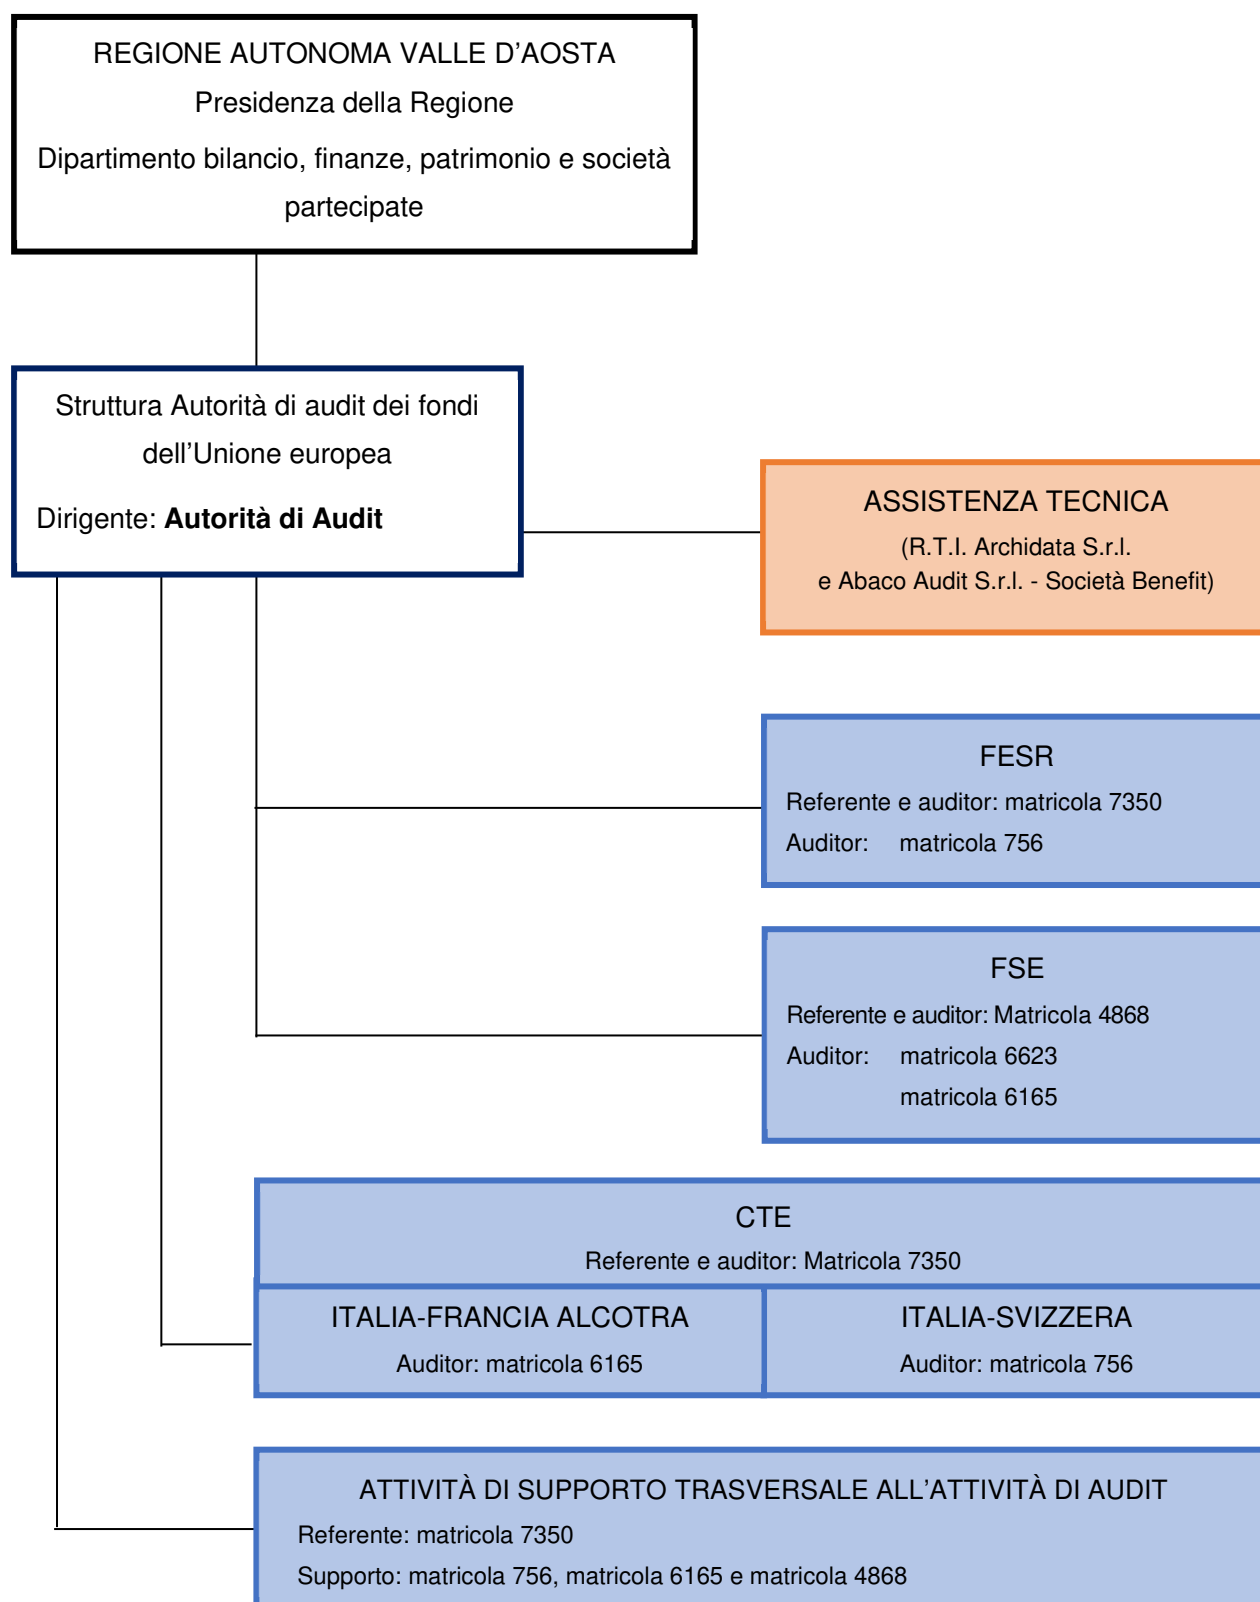 REGIONE AUTONOMA VALLE D'AOSTA
Presidenza della Regione
Dipartimento bilancio, finanze, patrimonio e società
partecipate
Struttura Autorità di audit dei fondi
dell’Unione europea
Dirigente: Autorità di Audit
ASSISTENZA TECNICA
(R.T.I. Archidata S.r.l.
e Abaco Audit S.r.l. - Società Benefit)
FESR
Referente e auditor: matricola 7350
Auditor: matricola 756
FSE
Referente e auditor: Matricola 4868
Auditor: matricola 6623
matricola 6165
CTE
Referente e auditor: Matricola 7350
ITALIA-FRANCIA ALCOTRA
Auditor: matricola 6165
ITALIA-SVIZZERA
Auditor: matricola 756
ATTIVITÀ DI SUPPORTO TRASVERSALE ALL’ATTIVITÀ DI AUDIT
Referente: matricola 7350
Supporto: matricola 756, matricola 6165 e matricola 4868